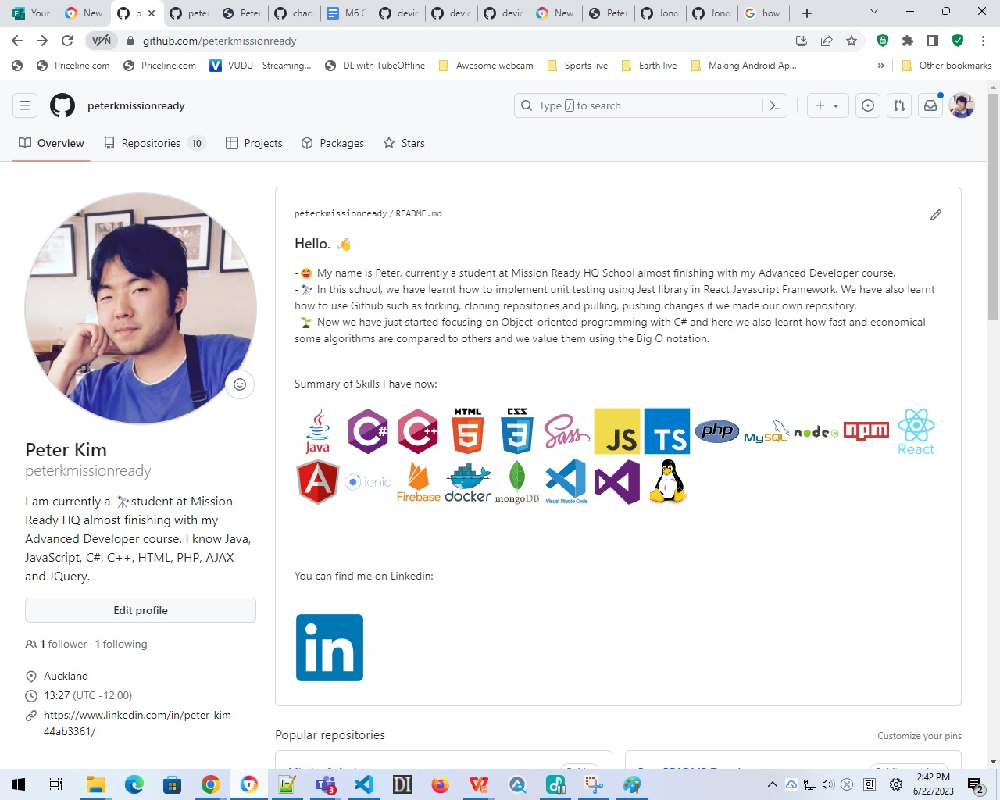 Your
New
p
peter
Peter
chao
M6 C
devic
devic
devic
New
Peter
Jono
Jono
how
VPN
github.com/peterkmissionready
Priceline com
Priceline.com
VUDU - Streaming...
DL with TubeOffline
Awesome webcam
Sports live
Earth live
Making Android Ap...
»
Other bookmarks
peterkmissionready
Type / to search
Overview
Repositories 10
Projects
Packages
Stars
peterkmissionready / README.md
Hello. 👋
- 😄 My name is Peter, currently a student at Mission Ready HQ School almost finishing with my Advanced Developer course.
- 🔭 In this school, we have learnt how to implement unit testing using Jest library in React Javascript Framework. We have also learnt
how to use Github such as forking, cloning repositories and pulling, pushing changes if we made our own repository.
- 🌱 Now we have just started focusing on Object-oriented programming with C# and here we also learnt how fast and economical
some algorithms are compared to others and we value them using the Big O notation.
Summary of Skills I have now:
Java
C#
C++
HTML 5
CSS 3
Sass
JS
TS
php
MySQL
node JS
npm
React
A
ionic
Firebase
docker
mongoDB
Visual Studio Code
You can find me on Linkedin:
in
Peter Kim
peterkmissionready
I am currently a 🔭student at Mission
Ready HQ almost finishing with my
Advanced Developer course. I know Java,
JavaScript, C#, C++, HTML, PHP, AJAX
and JQuery.
Edit profile
1 follower · 1 following
Auckland
13:27 (UTC -12:00)
https://www.linkedin.com/in/peter-kim-
44ab3361/
Popular repositories
Customize your pins
3
DI
한
2:42 PM
6/22/2023
2